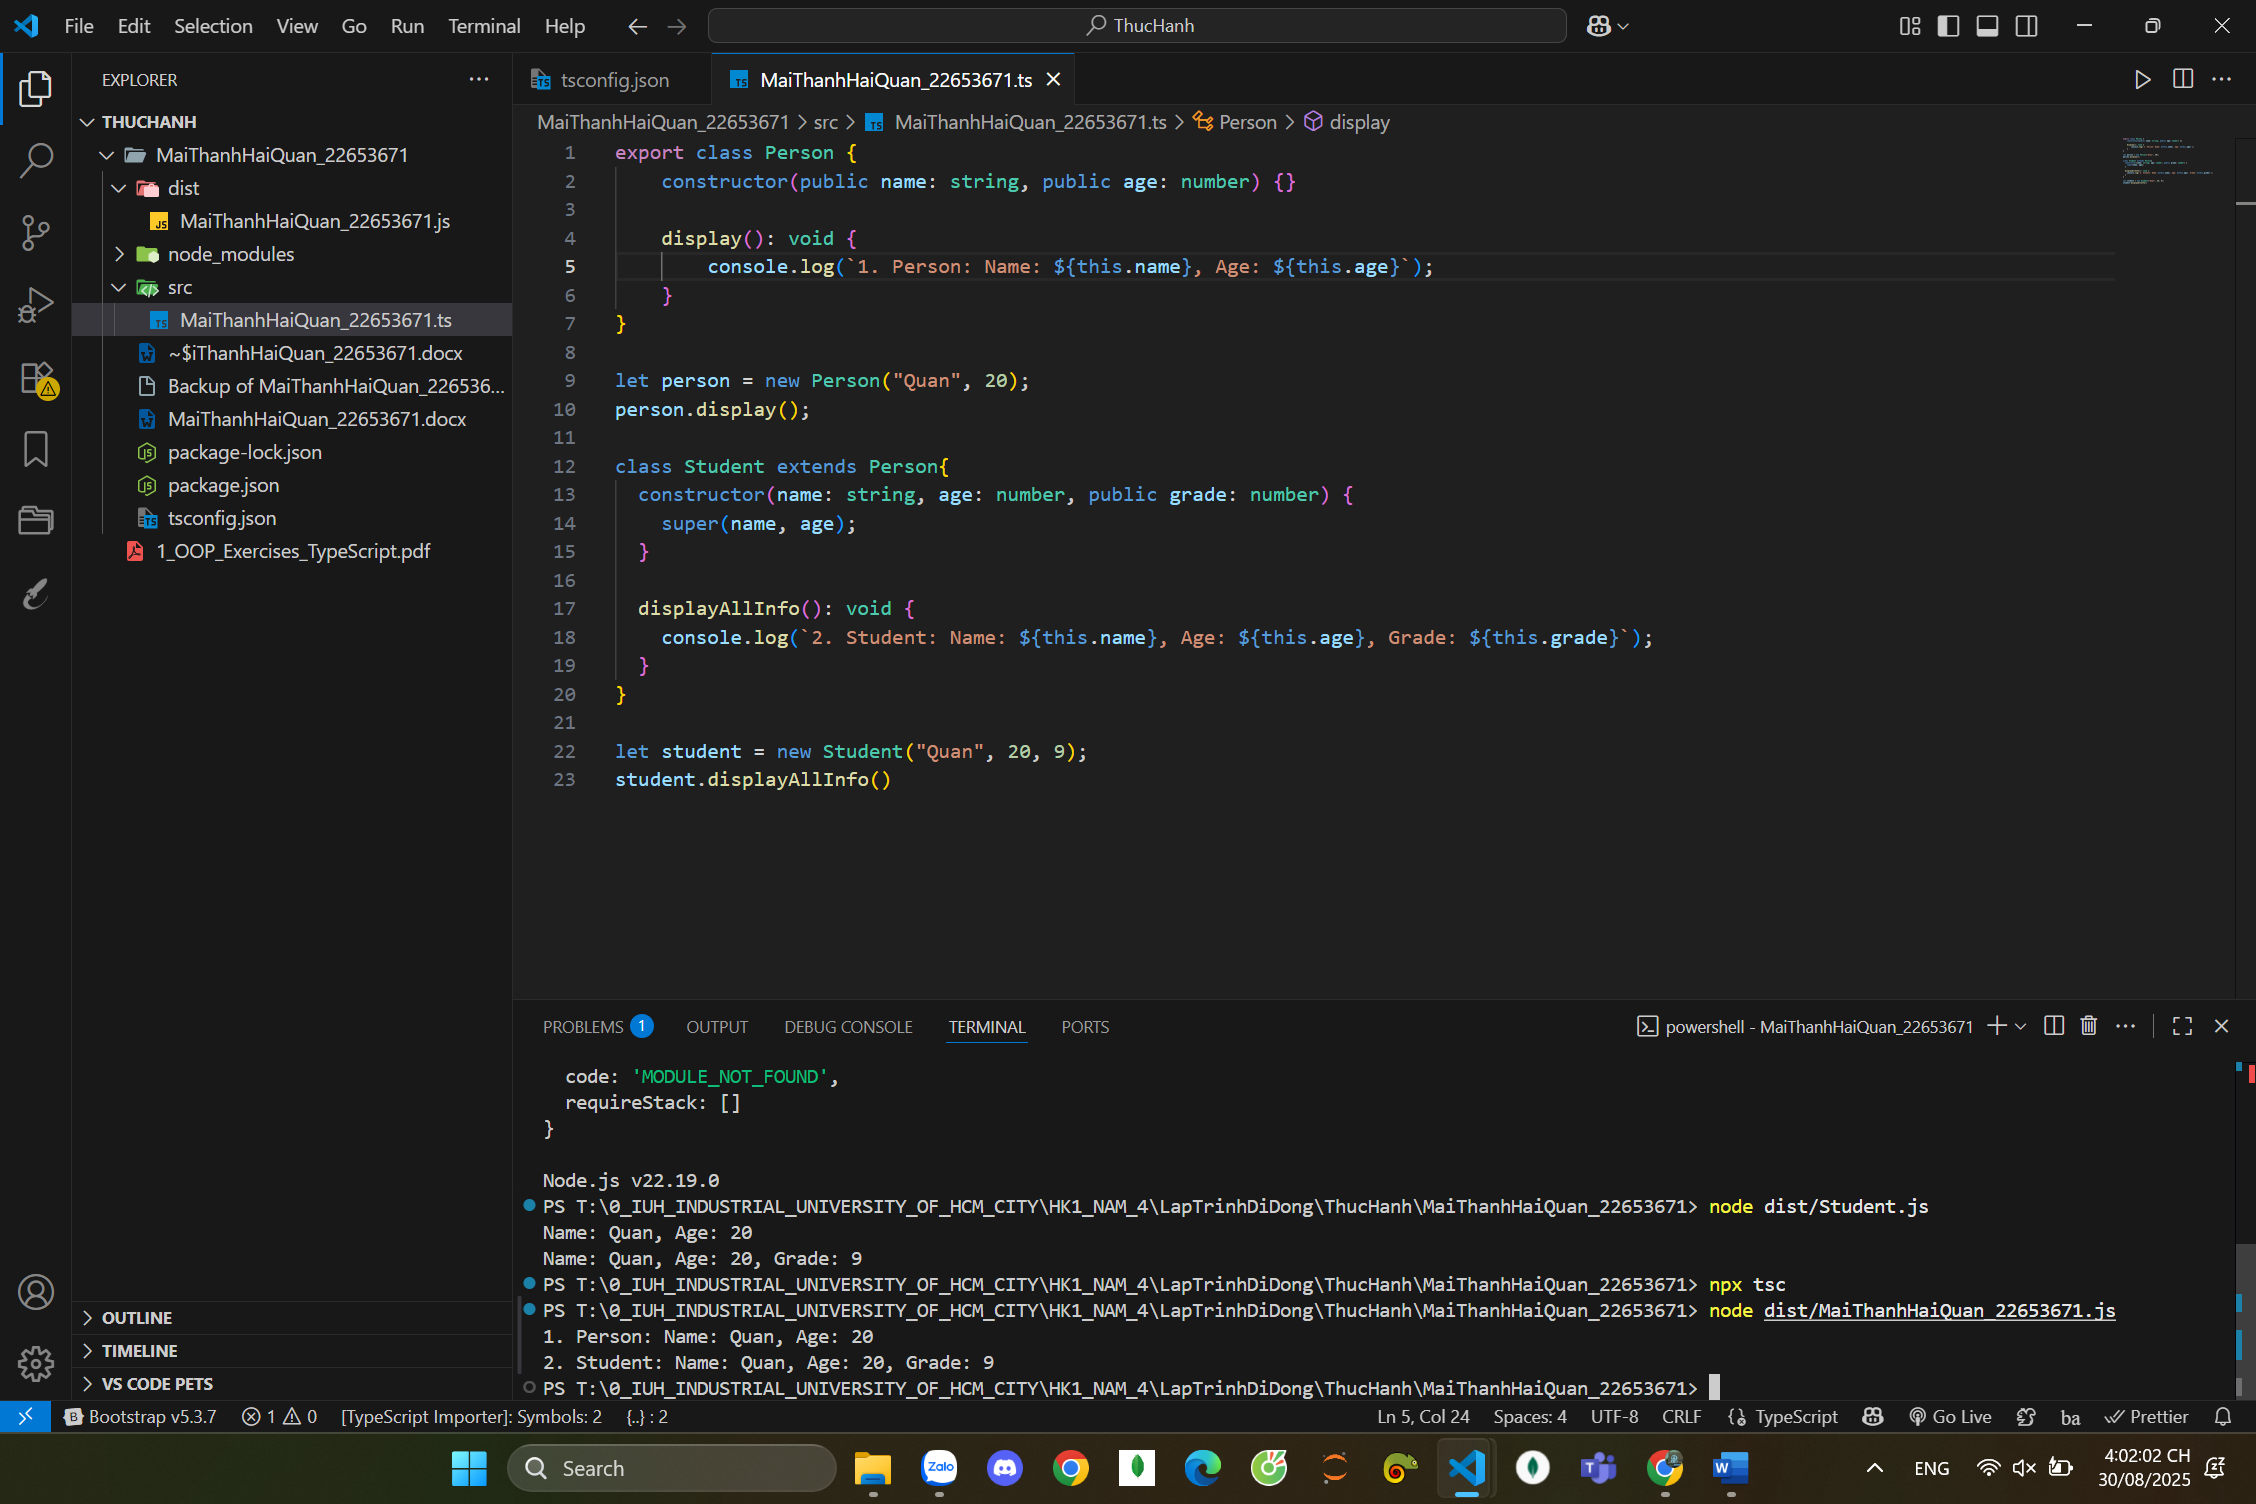 File Edit Selection View Go Run Terminal Help
ThucHanh
EXPLORER
THUCHANH
MaiThanhHaiQuan_22653671
dist
MaiThanhHaiQuan_22653671.js
node_modules
src
MaiThanhHaiQuan_22653671.ts
~$iThanhHaiQuan_22653671.docx
Backup of MaiThanhHaiQuan_226536...
MaiThanhHaiQuan_22653671.docx
package-lock.json
package.json
tsconfig.json
1_OOP_Exercises_TypeScript.pdf
OUTLINE
TIMELINE
VS CODE PETS
tsconfig.json
MaiThanhHaiQuan_22653671.ts
MaiThanhHaiQuan_22653671 > src > MaiThanhHaiQuan_22653671.ts > Person > display
1 export class Person {
2 constructor(public name: string, public age: number) {}
3
4 display(): void {
5 console.log(`1. Person: Name: ${this.name}, Age: ${this.age}`);
6 }
7 }
8
9 let person = new Person("Quan", 20);
10 person.display();
11
12 class Student extends Person{
13 constructor(name: string, age: number, public grade: number) {
14 super(name, age);
15 }
16
17 displayAllInfo(): void {
18 console.log(`2. Student: Name: ${this.name}, Age: ${this.age}, Grade: ${this.grade}`);
19 }
20 }
21
22 let student = new Student("Quan", 20, 9);
23 student.displayAllInfo()
PROBLEMS 1 OUTPUT DEBUG CONSOLE TERMINAL PORTS
powershell - MaiThanhHaiQuan_22653671
code: 'MODULE_NOT_FOUND',
requireStack: []
}
Node.js v22.19.0
PS T:\0_IUH_INDUSTRIAL_UNIVERSITY_OF_HCM_CITY\HK1_NAM_4\LapTrinhDiDong\ThucHanh\MaiThanhHaiQuan_22653671> node dist/Student.js
Name: Quan, Age: 20
Name: Quan, Age: 20, Grade: 9
PS T:\0_IUH_INDUSTRIAL_UNIVERSITY_OF_HCM_CITY\HK1_NAM_4\LapTrinhDiDong\ThucHanh\MaiThanhHaiQuan_22653671> npx tsc
PS T:\0_IUH_INDUSTRIAL_UNIVERSITY_OF_HCM_CITY\HK1_NAM_4\LapTrinhDiDong\ThucHanh\MaiThanhHaiQuan_22653671> node dist/MaiThanhHaiQuan_22653671.js
1. Person: Name: Quan, Age: 20
2. Student: Name: Quan, Age: 20, Grade: 9
PS T:\0_IUH_INDUSTRIAL_UNIVERSITY_OF_HCM_CITY\HK1_NAM_4\LapTrinhDiDong\ThucHanh\MaiThanhHaiQuan_22653671>
Bootstrap v5.3.7 1 0 [TypeScript Importer]: Symbols: 2 {..} : 2
Ln 5, Col 24 Spaces: 4 UTF-8 CRLF TypeScript Go Live ba Prettier
Search
Zalo
ENG
4:02:02 CH
30/08/2025